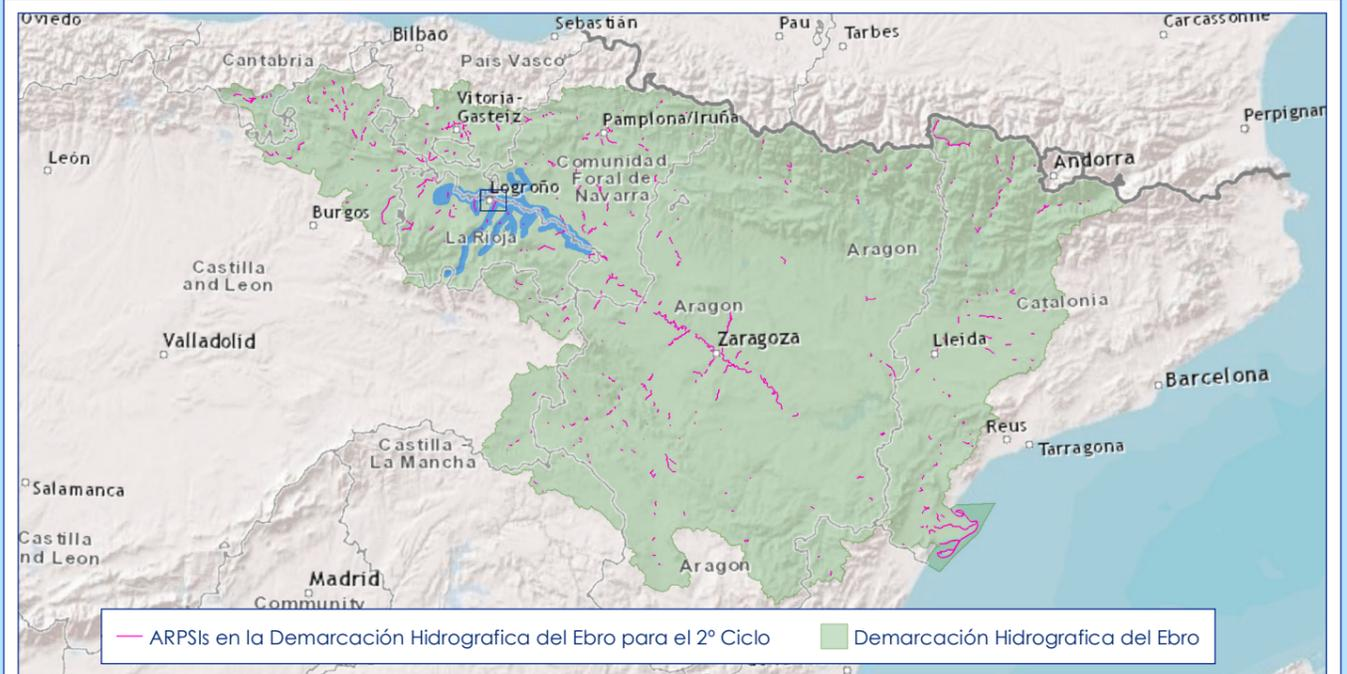 Oviedo
Sebastián
Pau
Carcassonne
Bilbao
Tarbes
Cantabria
Pais Vasco
Vitoria-
Gasteiz
Pamplona/Iruña
Perpignan
León
Andorra
Comunidad
Foral de
Navarra
Logroño
Burgos
La Rioja
Aragon
Castilla
and Leon
Aragon
Catalonia
Valladolid
Zaragoza
Lleida
Barcelona
Reus
Tarragona
Castilla -
La Mancha
Salamanca
Castilla
nd Leon
Aragon
Madrid
Community
ARPSIs en la Demarcación Hidrografica del Ebro para el 2º Ciclo
Demarcación Hidrografica del Ebro